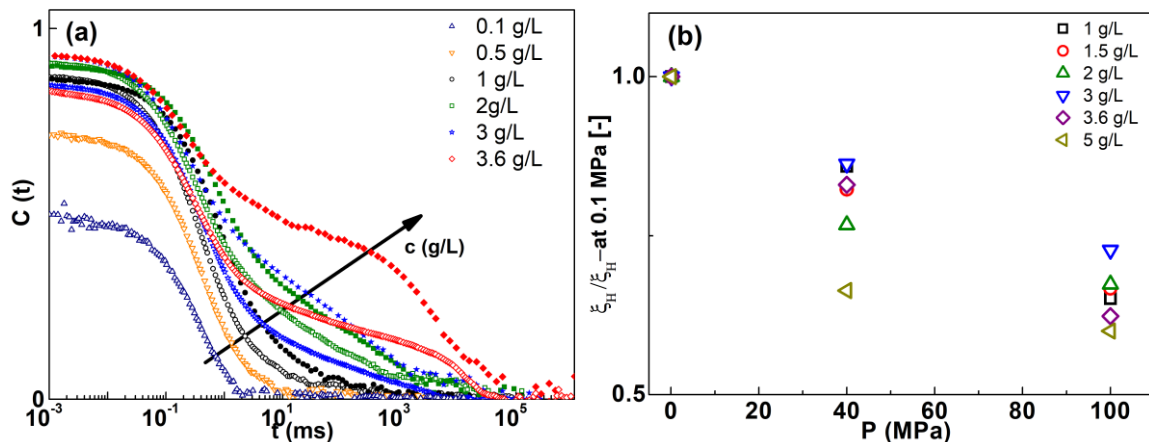 (a)
1
0.1 g/L
0.5 g/L
1 g/L
2g/L
3 g/L
3.6 g/L
C (t)
c (g/L)
0
10⁻³ 10⁻¹ 10¹ 10³ 10⁵
t (ms)
(b)
1 g/L
1.5 g/L
2 g/L
3 g/L
3.6 g/L
5 g/L
1.0
ξ_H/ξ_H–at 0.1 MPa [-]
0.5
0 20 40 60 80 100
P (MPa)